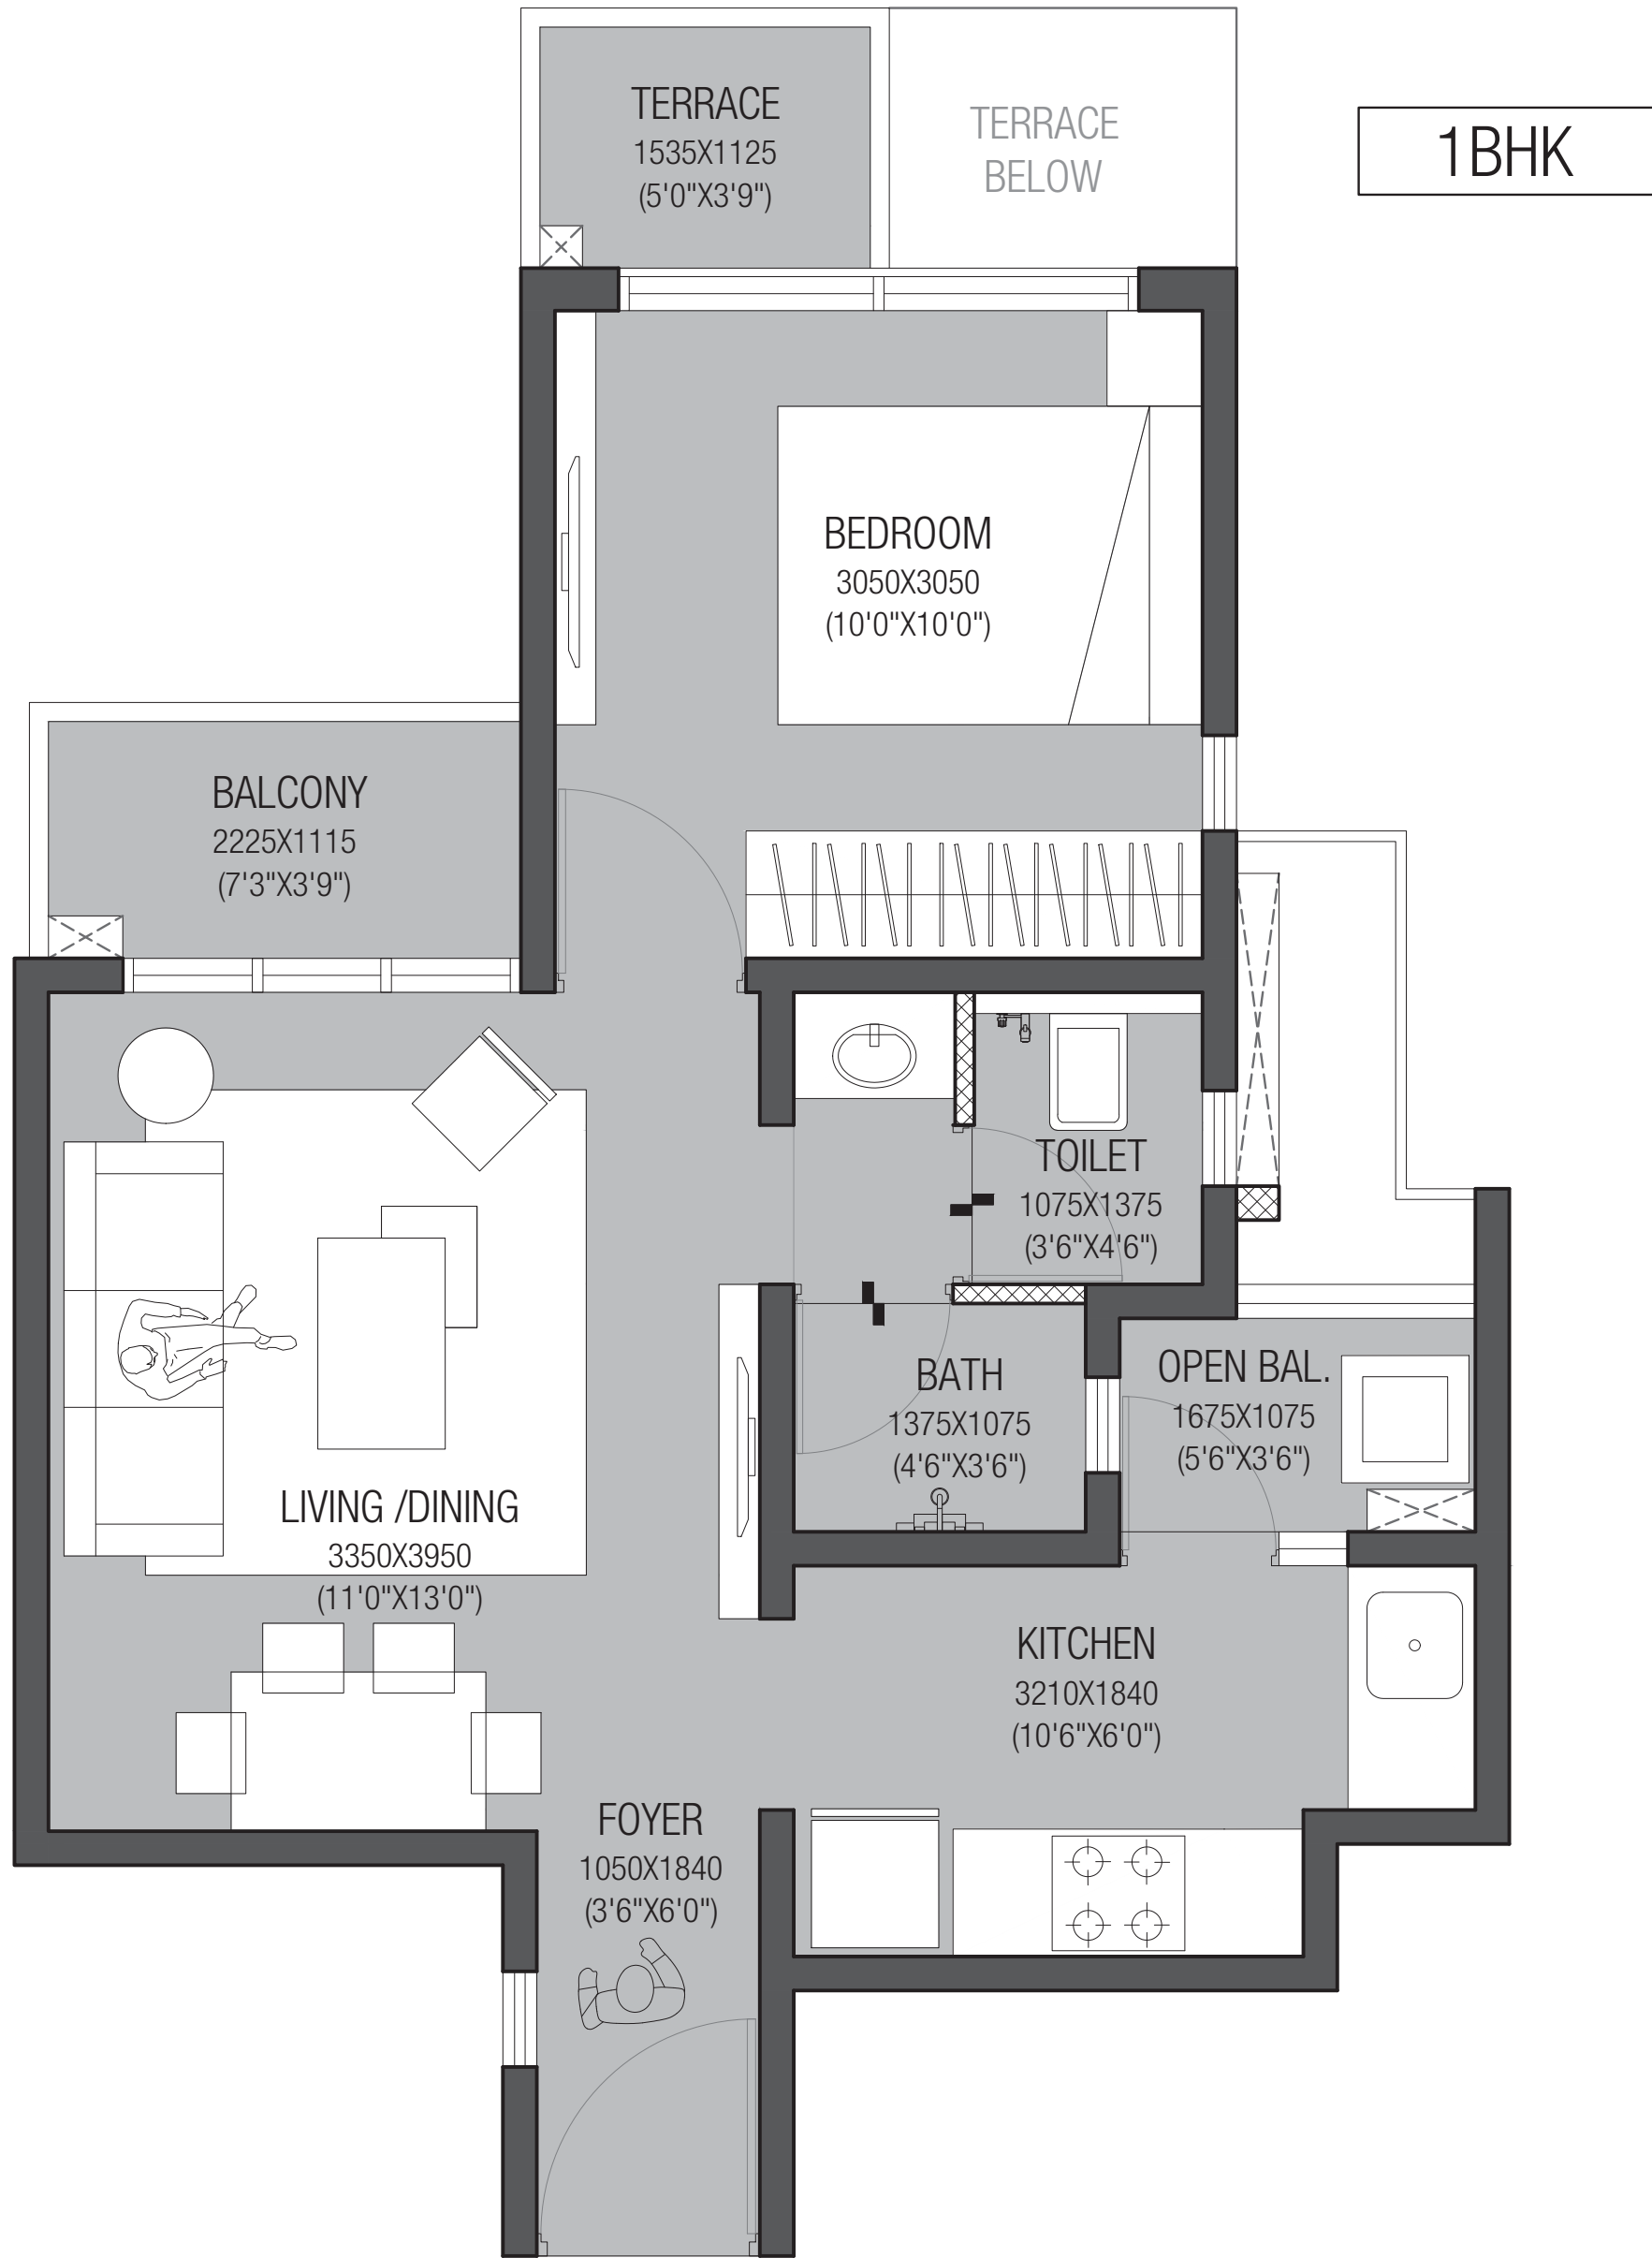 TERRACE
1535X1125
(5'0"X3'9")
TERRACE
BELOW
1BHK
BEDROOM
3050X3050
(10'0"X10'0")
BALCONY
2225X1115
(7'3"X3'9")
TOILET
1075X1375
(3'6"X4'6")
BATH
1375X1075
(4'6"X3'6")
OPEN BAL.
1675X1075
(5'6"X3'6")
LIVING /DINING
3350X3950
(11'0"X13'0")
KITCHEN
3210X1840
(10'6"X6'0")
FOYER
1050X1840
(3'6"X6'0")